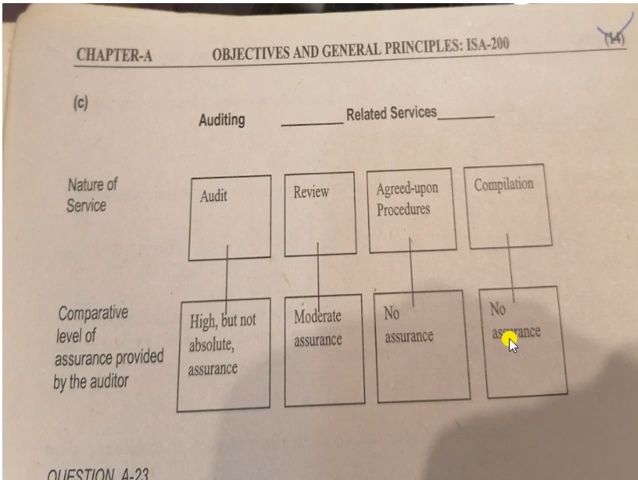 CHAPTER-A OBJECTIVES AND GENERAL PRINCIPLES: ISA-200 (14)
(c)
Auditing Related Services
Nature of
Service
Audit
Review
Agreed-upon
Procedures
Compilation
Comparative
level of
assurance provided
by the auditor
High, but not
absolute,
assurance
Moderate
assurance
No
assurance
No
assurance
QUESTION A-23